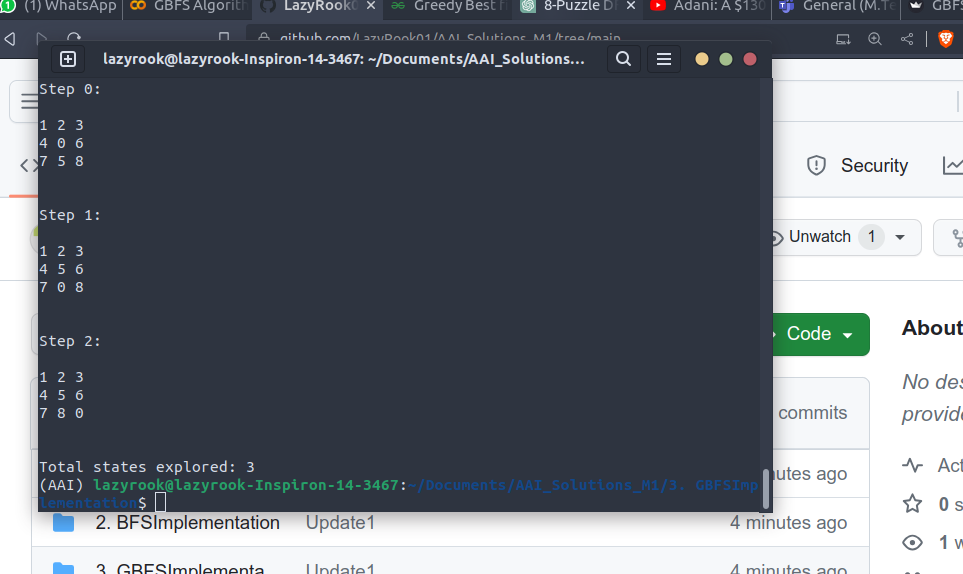 (1) WhatsApp
GBFS Algorith
LazyRook0
Greedy Best
8-Puzzle D
Adani: A $130
General (M.Te
GBFS
github.com/LazyRook01/AAI_Solutions_M1/tree/main
lazyrook@lazyrook-Inspiron-14-3467: ~/Documents/AAI_Solutions...
Step 0:
1 2 3
4 0 6
7 5 8
Step 1:
1 2 3
4 5 6
7 0 8
Step 2:
1 2 3
4 5 6
7 8 0
Total states explored: 3
(AAI) lazyrook@lazyrook-Inspiron-14-3467:~/Documents/AAI_Solutions_M1/3. GBFSImp
lementation$
Security
Unwatch 1
Code
About
No des
provide
commits
utes ago
Act
0 s
2. BFSImplementation Update1 4 minutes ago
1 w
3. GBFSImplementa Update1 4 minutes ago